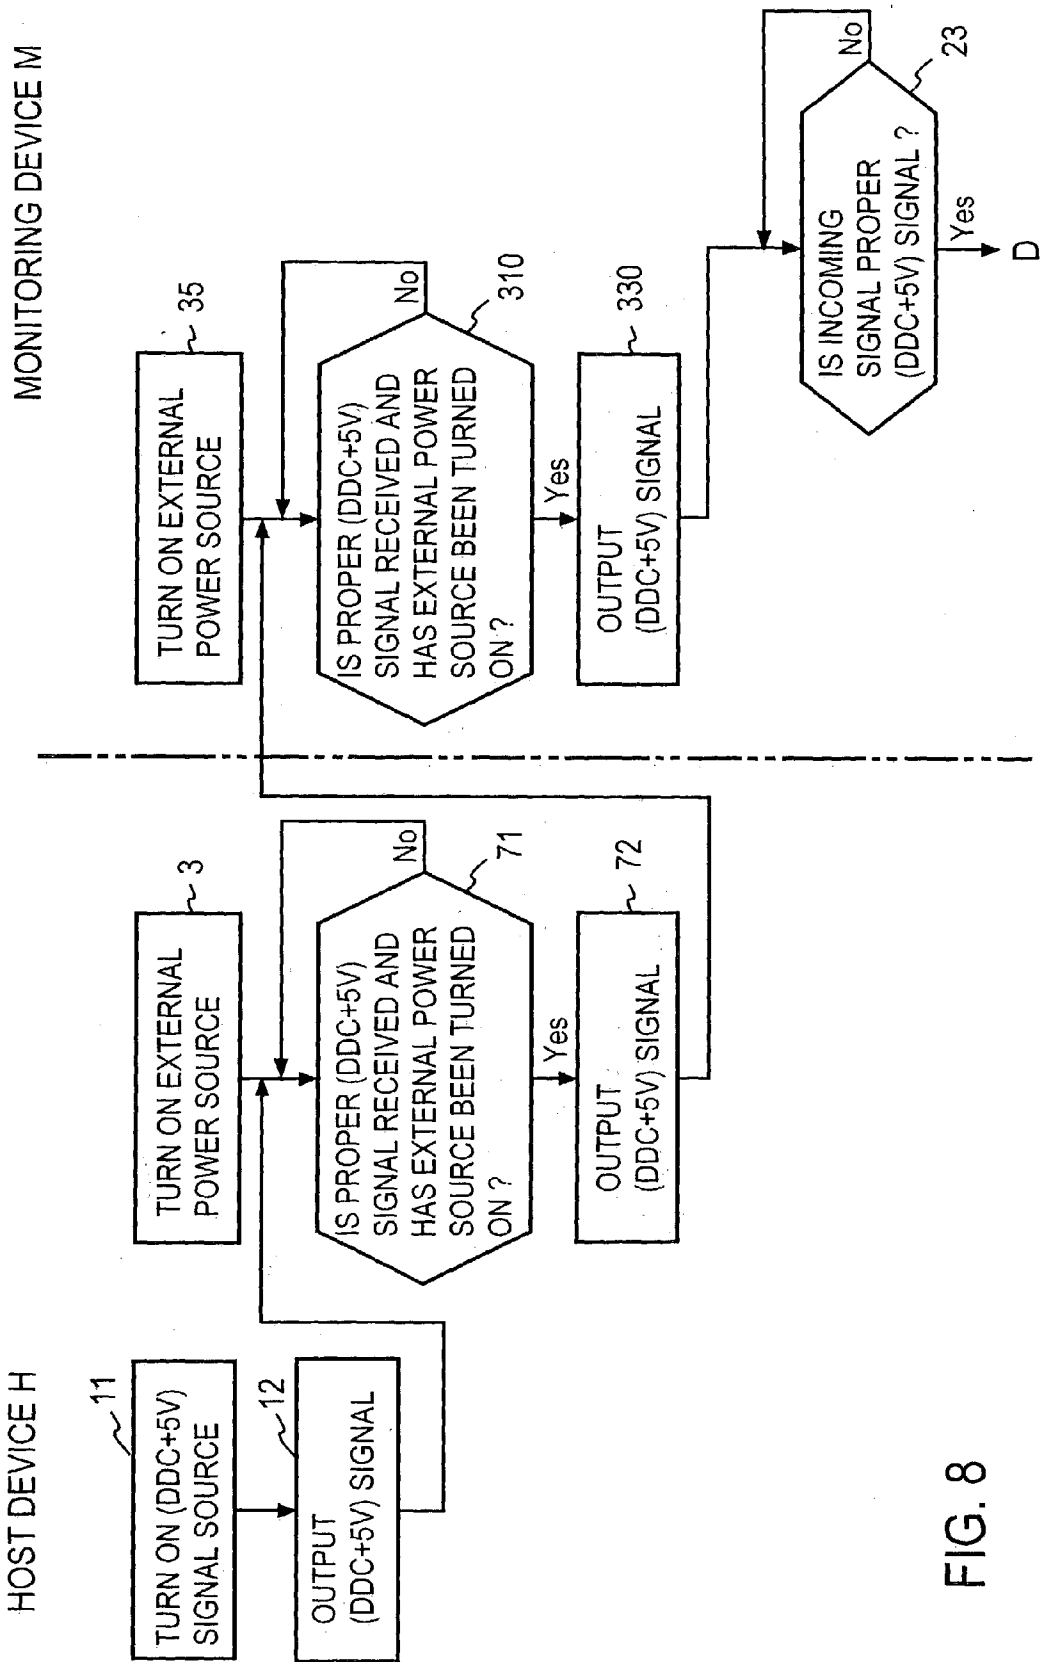 HOST DEVICE H
11
TURN ON (DDC+5V)
SIGNAL SOURCE
12
OUTPUT
(DDC+5V) SIGNAL
3
TURN ON EXTERNAL
POWER SOURCE
No
IS PROPER (DDC+5V)
SIGNAL RECEIVED AND
HAS EXTERNAL POWER
SOURCE BEEN TURNED
ON ?
71
Yes
72
OUTPUT
(DDC+5V) SIGNAL
MONITORING DEVICE M
35
TURN ON EXTERNAL
POWER SOURCE
No
IS PROPER (DDC+5V)
SIGNAL RECEIVED AND
HAS EXTERNAL POWER
SOURCE BEEN TURNED
ON ?
310
Yes
330
OUTPUT
(DDC+5V) SIGNAL
No
IS INCOMING
SIGNAL PROPER
(DDC+5V) SIGNAL ?
23
Yes
D
FIG. 8